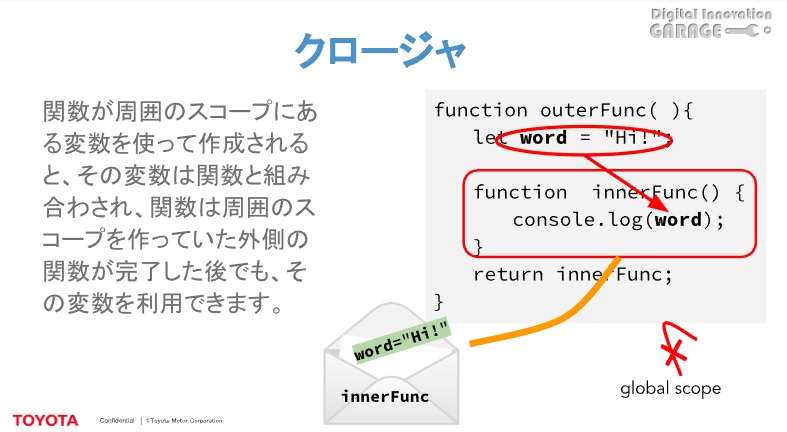 Digital Innovation
GARAGE
クロージャ
関数が周囲のスコープにあ
る変数を使って作成される
と、その変数は関数と組み
合わされ、関数は周囲のス
コープを作っていた外側の
関数が完了した後でも、そ
の変数を利用できます。
function outerFunc( ){
let word = "Hi!";
function innerFunc() {
console.log(word);
}
return innerFunc;
}
word="Hi!"
innerFunc
global scope
TOYOTA
Confidential
©Toyota Motor Corporation